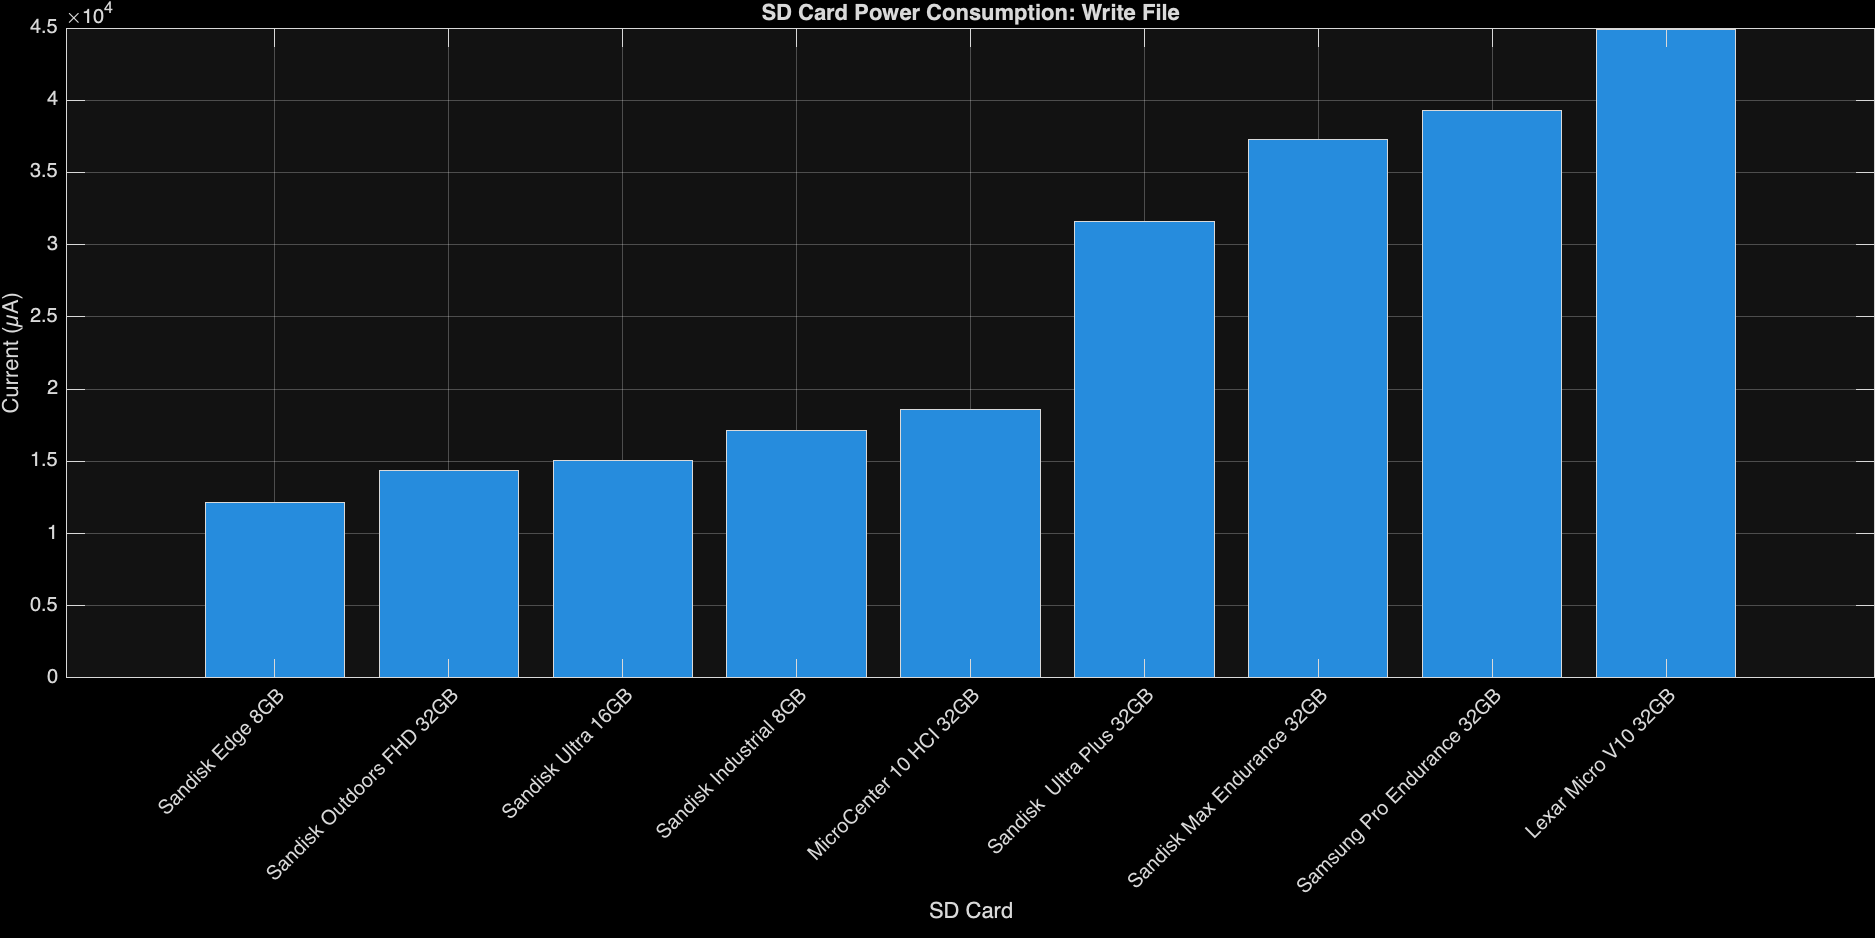 SD Card Power Consumption: Write File
×10⁴
4.5
4
3.5
3
2.5
2
1.5
1
0.5
0
Current (μA)
Sandisk Edge 8GB
Sandisk Outdoors FHD 32GB
Sandisk Ultra 16GB
Sandisk Industrial 8GB
MicroCenter 10 HCI 32GB
Sandisk  Ultra Plus 32GB
Sandisk Max Endurance 32GB
Samsung Pro Endurance 32GB
Lexar Micro V10 32GB
SD Card